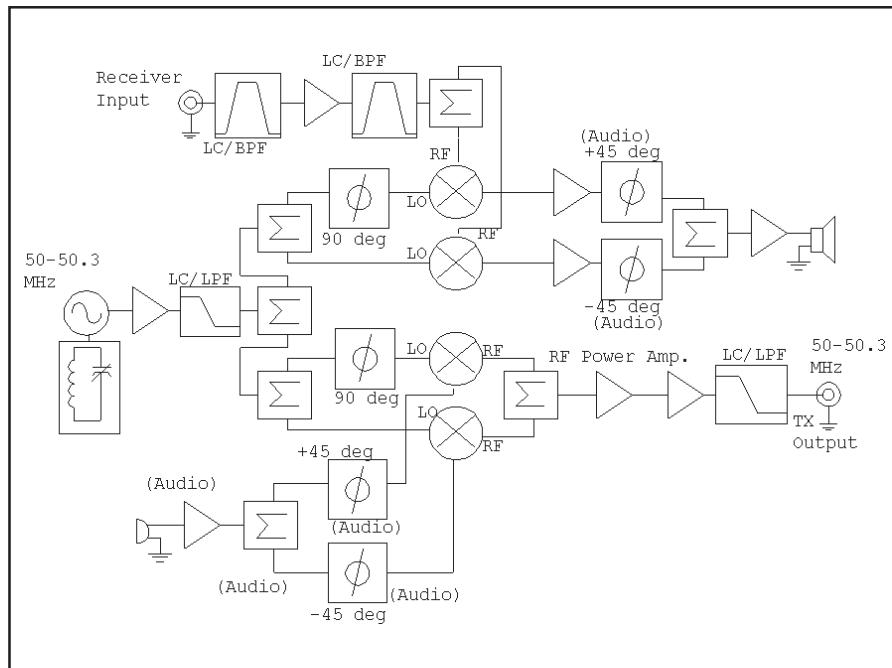 LC/BPF
Receiver
Input
LC/BPF
Σ
RF
(Audio)
+45 deg
LO
90 deg
Σ
LO
RF
Σ
-45 deg
(Audio)
50-50.3
MHz
LC/LPF
Σ
LO
RF
90 deg
Σ
LO
RF
Σ
RF Power Amp.
LC/LPF
50-50.3
MHz
TX
Output
+45 deg
(Audio)
(Audio)
Σ
(Audio)
(Audio)
-45 deg